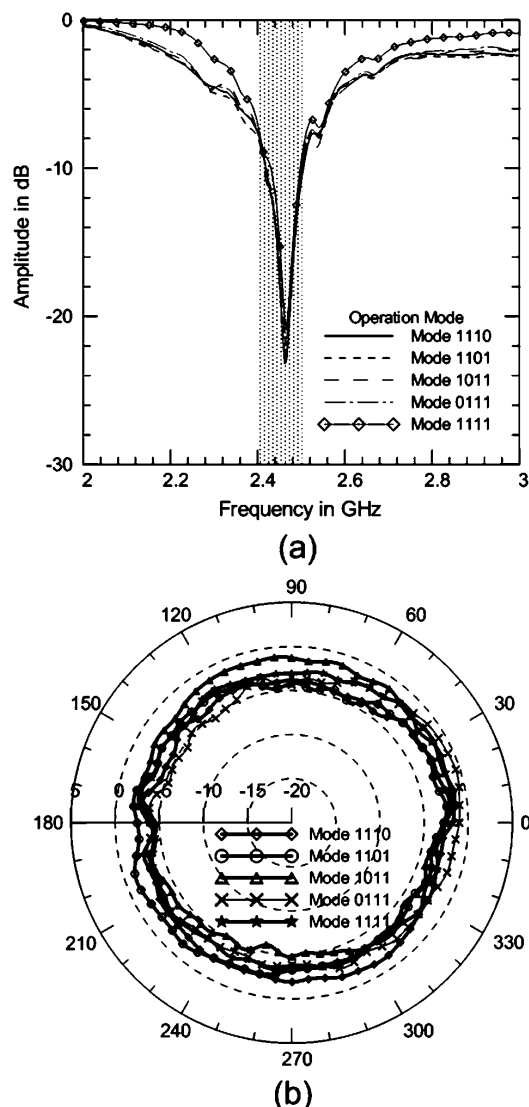 0
-10
-20
-30
Amplitude in dB
Operation Mode
Mode 1110
Mode 1101
Mode 1011
Mode 0111
Mode 1111
2 2.2 2.4 2.6 2.8 3
Frequency in GHz
(a)
90
120 60
150 30
5 0 -5 -10 -15 -20
180 0
Mode 1110
Mode 1101
Mode 1011
Mode 0111
Mode 1111
210 330
240 300
270
(b)